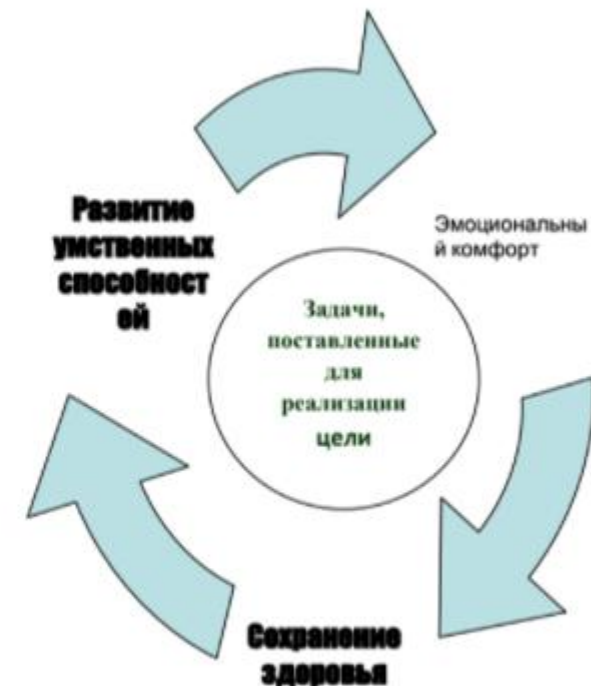 Развитие
умственных
способност
ей
Эмоциональны
й комфорт
Задачи,
поставленные
для
реализации
цели
Сохранение
здоровья